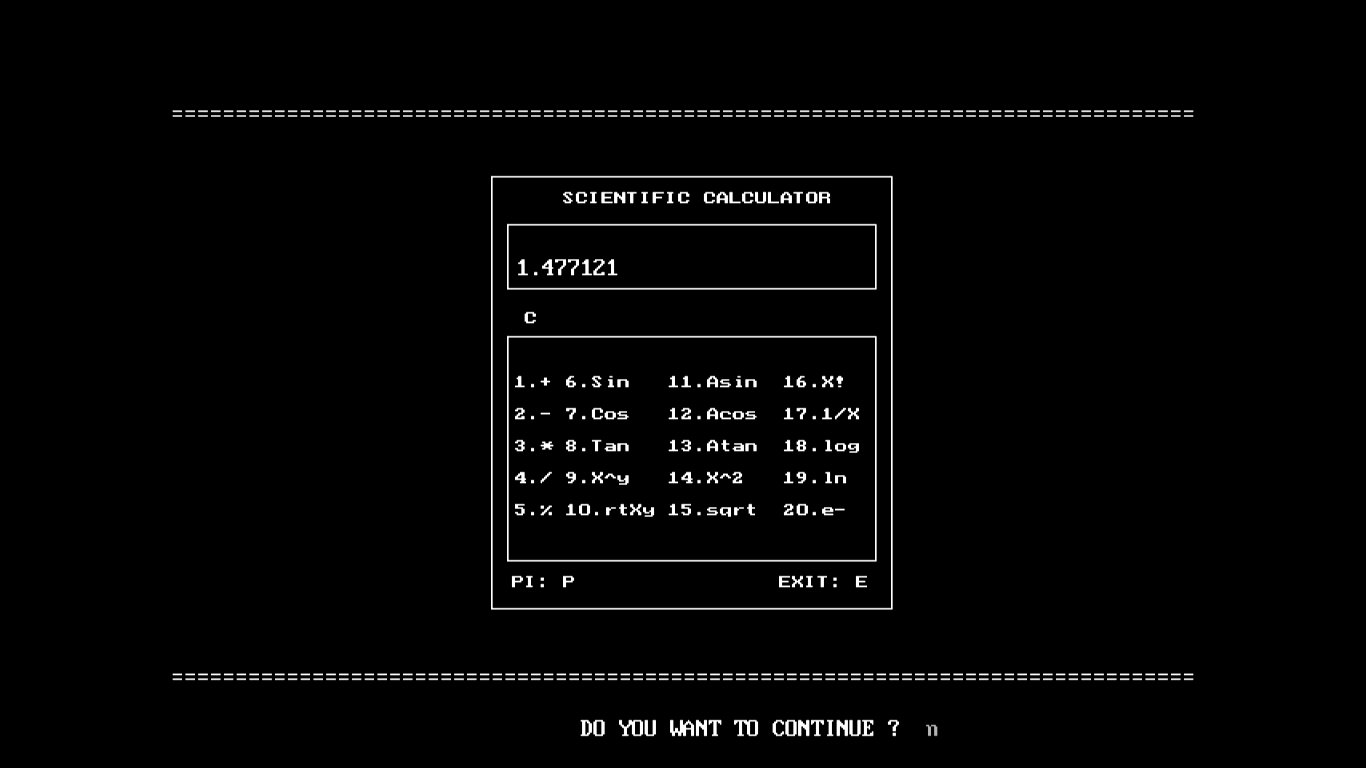 ================================================================================
SCIENTIFIC CALCULATOR
1.477121
C
1.+ 6.Sin 11.Asin 16.X!
2.- 7.Cos 12.Acos 17.1/X
3.* 8.Tan 13.Atan 18.log
4./ 9.X^y 14.X^2 19.ln
5.% 10.rtXy 15.sqrt 20.e-
PI: P EXIT: E
================================================================================
DO YOU WANT TO CONTINUE ? n